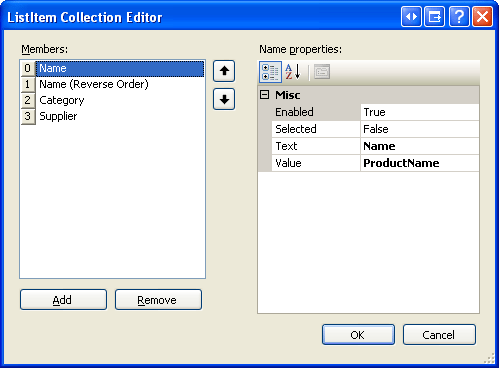 ListItem Collection Editor
Members:
0 Name
1 Name (Reverse Order)
2 Category
3 Supplier
Add
Remove
Name properties:
Misc
Enabled True
Selected False
Text Name
Value ProductName
OK
Cancel